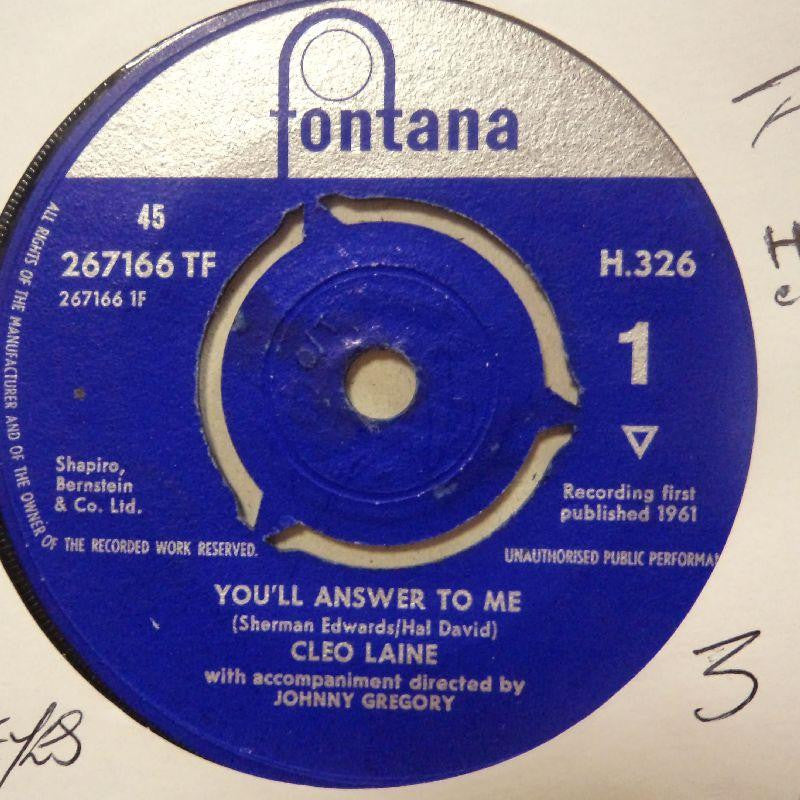 fontana
45
267166 TF
267166 1F
H.326
1
Shapiro,
Bernstein
& Co. Ltd.
Recording first
published 1961
ALL RIGHTS OF THE MANUFACTURER AND OF THE OWNER OF THE RECORDED WORK RESERVED.
UNAUTHORISED PUBLIC
YOU'LL ANSWER TO ME
(Sherman Edwards/Hal David)
CLEO LAINE
with accompaniment directed by
JOHNNY GREGORY
3